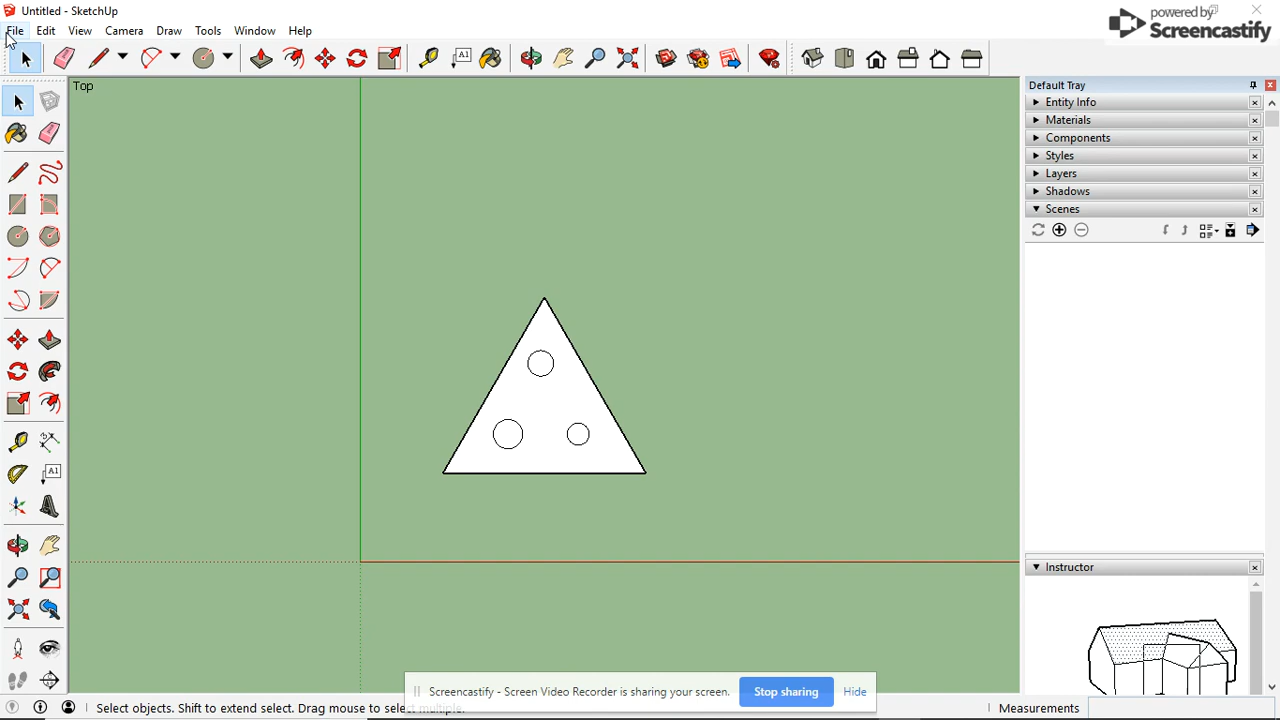 Untitled - SketchUp
powered by
Screencastify
File Edit View Camera Draw Tools Window Help
A1
Top
Default Tray
Entity Info
Materials
Components
Styles
Layers
Shadows
Scenes
A1
Instructor
Screencastify - Screen Video Recorder is sharing your screen. Stop sharing Hide
Select objects. Shift to extend select. Drag mouse to select multiple. Measurements